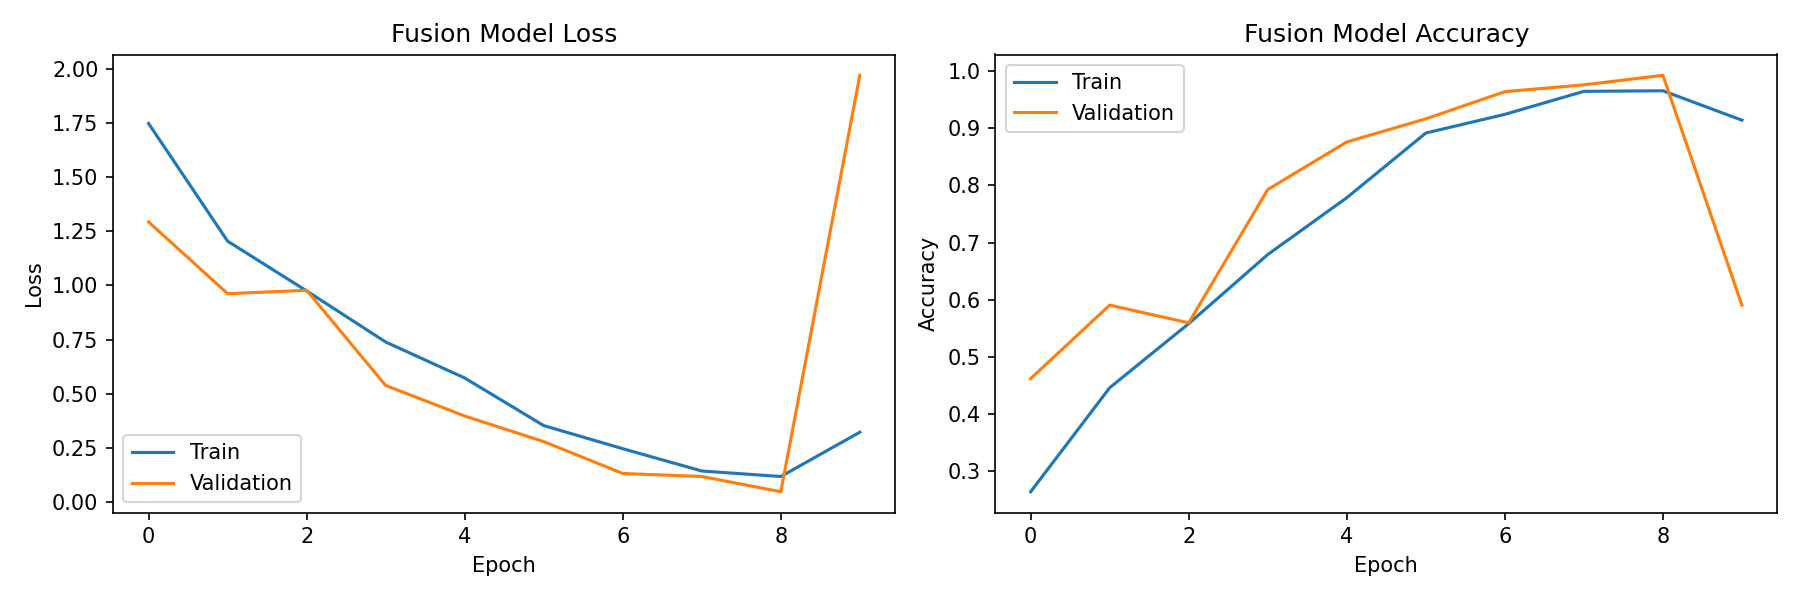 Fusion Model Loss
2.00
1.75
1.50
1.25
1.00
0.75
0.50
0.25
0.00
Loss
Train
Validation
0 2 4 6 8
Epoch
Fusion Model Accuracy
1.0
0.9
0.8
0.7
0.6
0.5
0.4
0.3
Accuracy
Train
Validation
0 2 4 6 8
Epoch